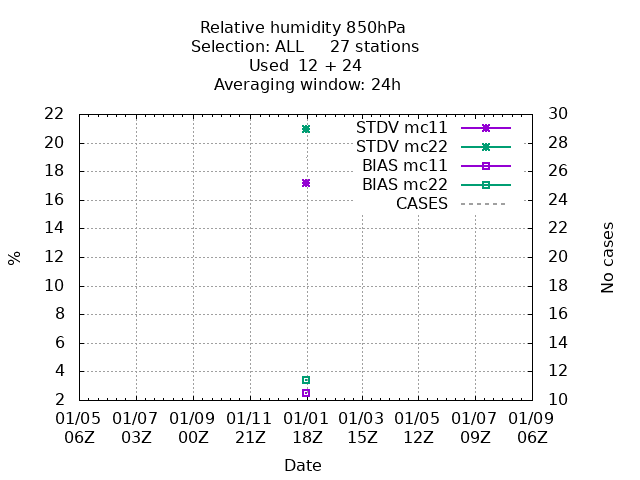 Relative humidity 850hPa
Selection: ALL     27 stations
Used  12 + 24
Averaging window: 24h
STDV mc11
STDV mc22
BIAS mc11
BIAS mc22
CASES
22
20
18
16
14
12
10
8
6
4
2
%
30
28
26
24
22
20
18
16
14
12
10
No cases
01/05 01/07 01/09 01/11 01/01 01/03 01/05 01/07 01/09
06Z 03Z 00Z 21Z 18Z 15Z 12Z 09Z 06Z
Date